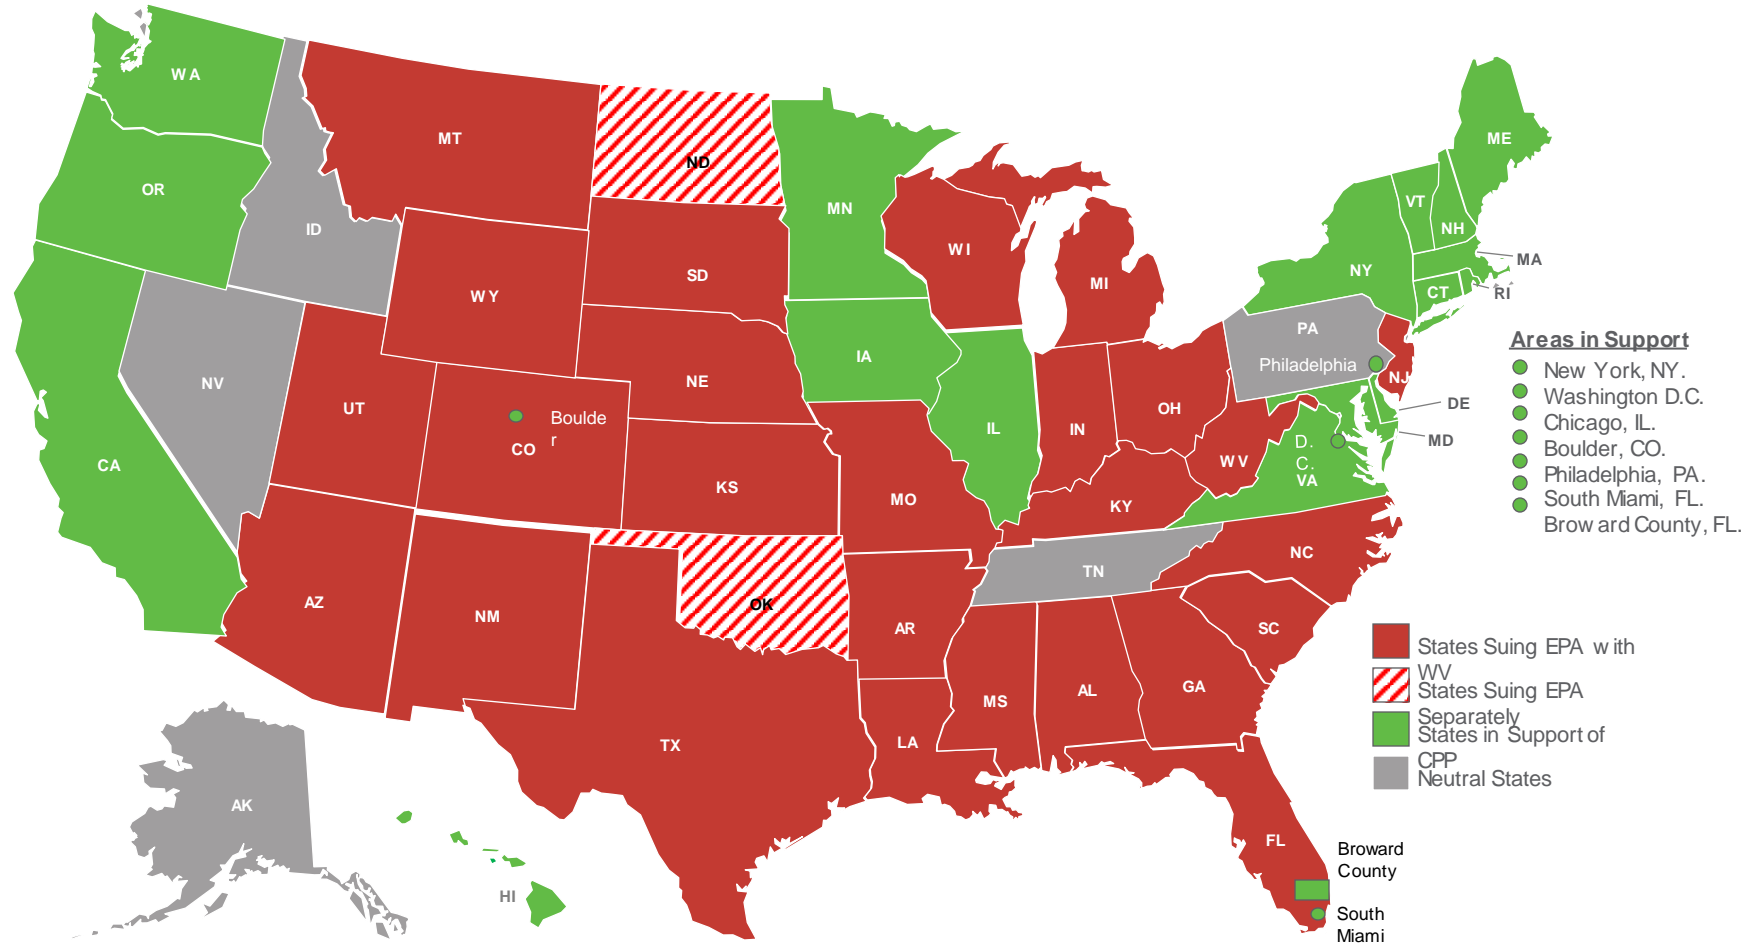 WA
MT
ND
ME
OR
MN
VT
ID
NH
WI
MA
NY
SD
MI
WY
CT
RI
PA
Areas in Support
IA
Philadelphia
New York, NY.
NV
NE
NJ
Washington D.C.
UT
OH
DE
Boulde
r
Chicago, IL.
IN
IL
MD
CO
D.
C.
Boulder, CO.
CA
WV
Philadelphia, PA.
KS
VA
MO
South Miami, FL.
KY
Broward County, FL.
NC
TN
AZ
OK
NM
AR
SC
States Suing EPA with
WV
States Suing EPA
Separately
States in Support of
CPP
Neutral States
MS
AL
GA
TX
LA
AK
FL
Broward
County
HI
South
Miami